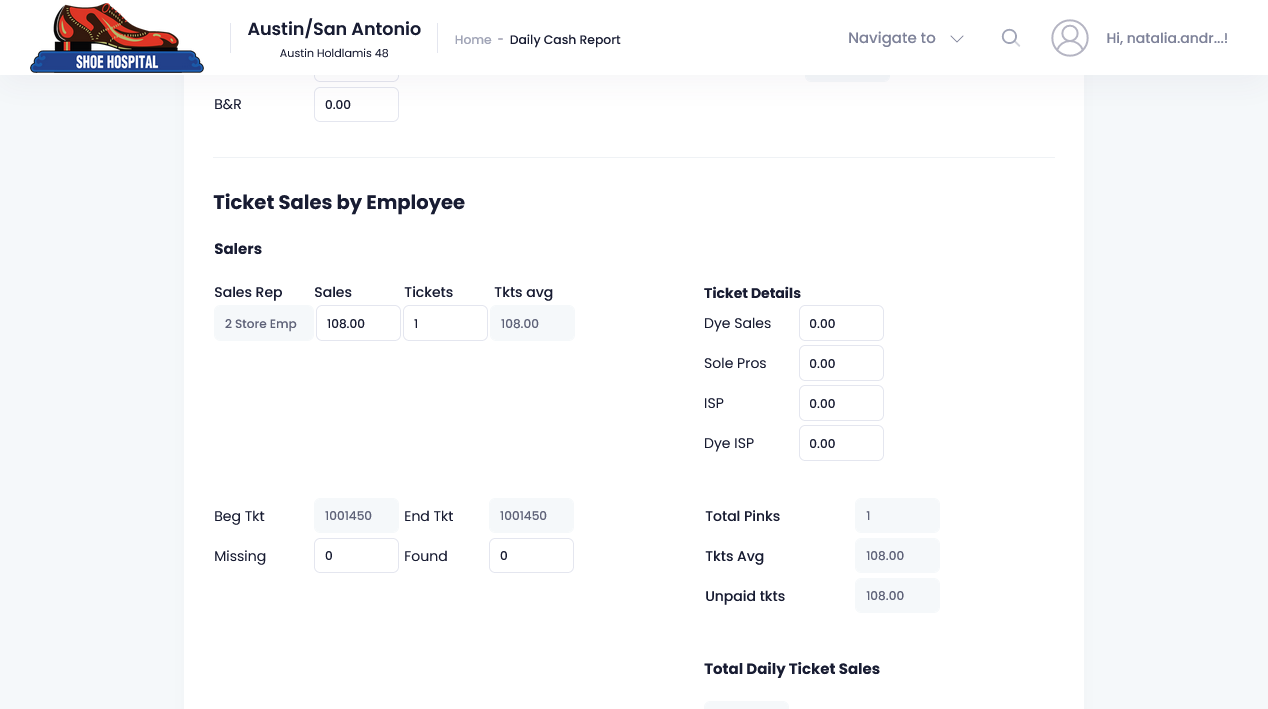 SHOE HOSPITAL
Austin/San Antonio
Austin Holdlamis 48
Home - Daily Cash Report
Navigate to
Hi, natalia.andr...!
B&R 0.00
Ticket Sales by Employee
Salers
Sales Rep Sales Tickets Tkts avg
2 Store Emp 108.00 1 108.00
Ticket Details
Dye Sales 0.00
Sole Pros 0.00
ISP 0.00
Dye ISP 0.00
Beg Tkt 1001450 End Tkt 1001450
Missing 0 Found 0
Total Pinks 1
Tkts Avg 108.00
Unpaid tkts 108.00
Total Daily Ticket Sales